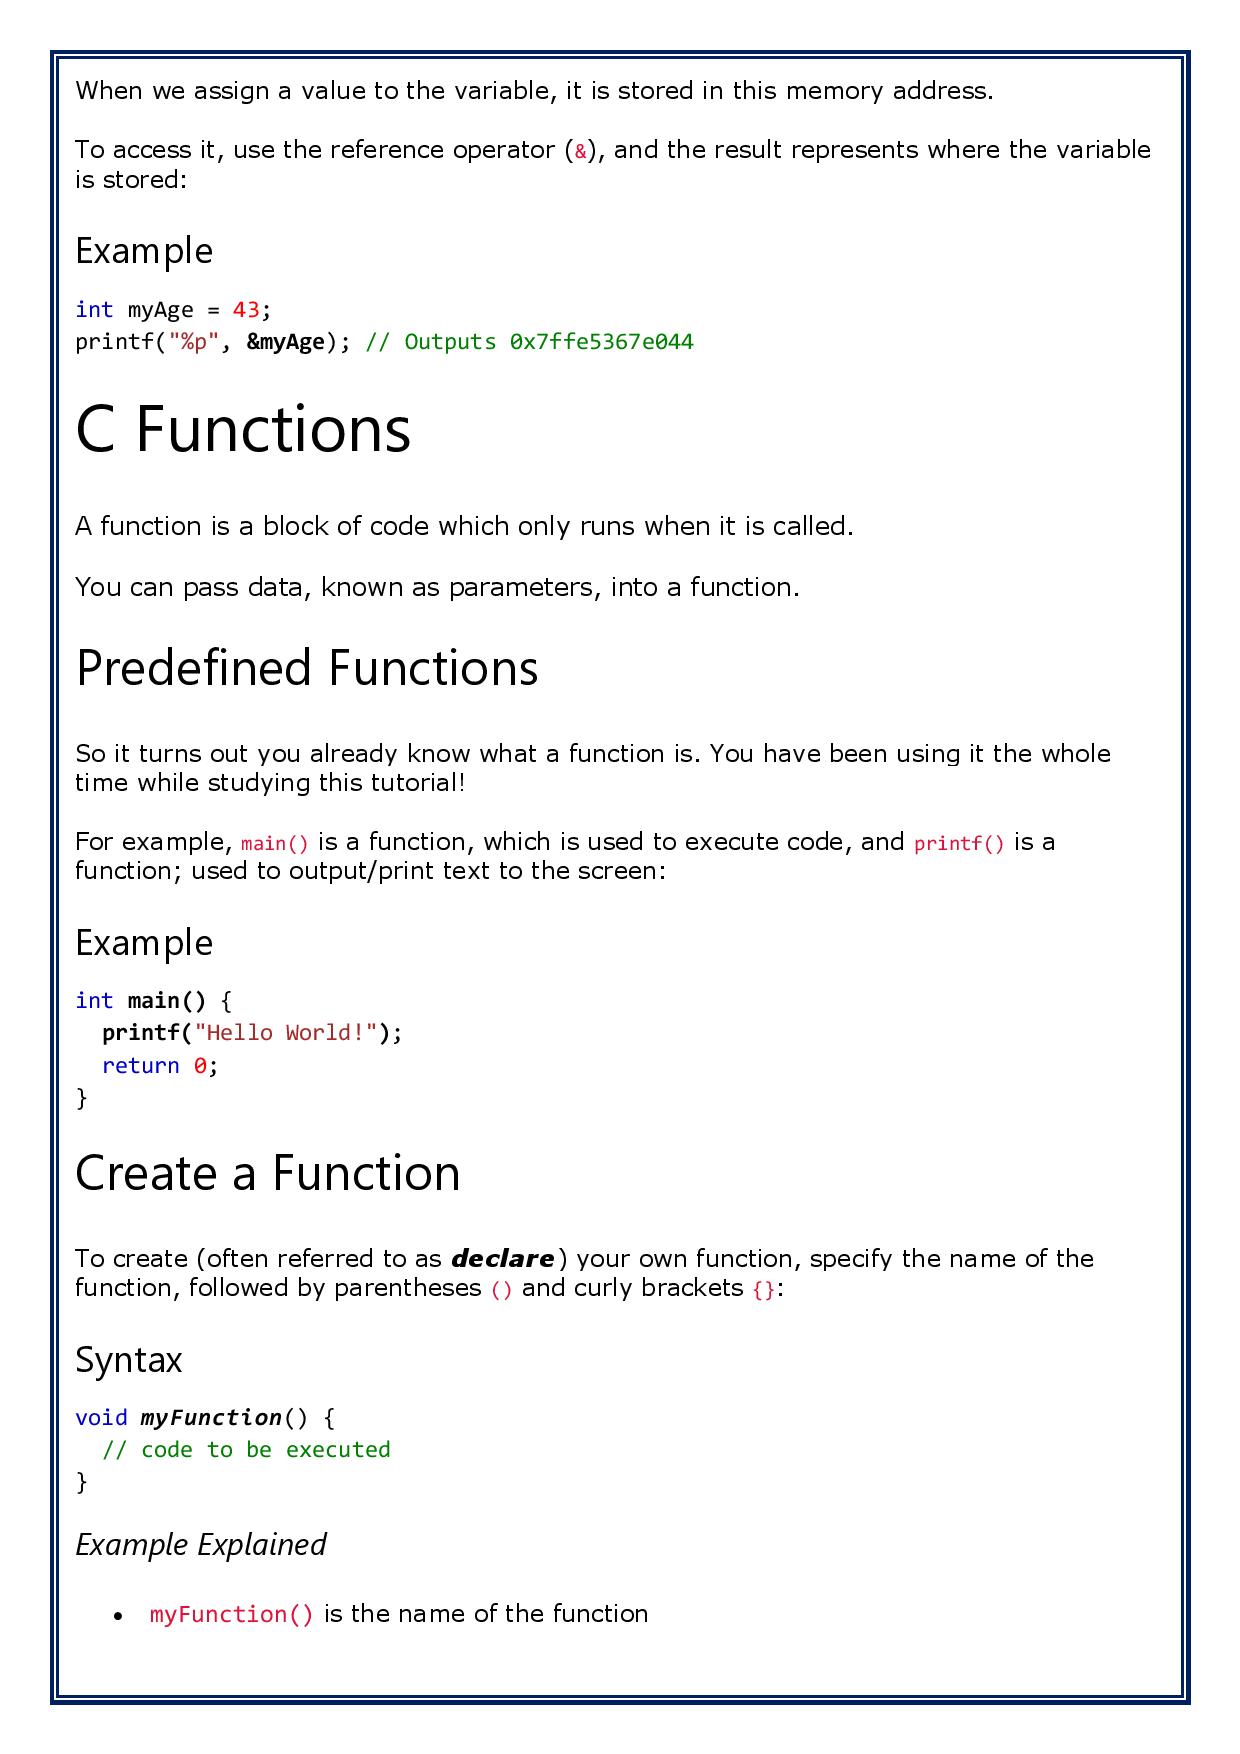 When we assign a value to the variable, it is stored in this memory address.
To access it, use the reference operator (&), and the result represents where the variable
is stored:
Example
int myAge = 43;
printf("%p", &myAge); // Outputs 0x7ffe5367e044
C Functions
A function is a block of code which only runs when it is called.
You can pass data, known as parameters, into a function.
Predefined Functions
So it turns out you already know what a function is. You have been using it the whole
time while studying this tutorial!
For example, main() is a function, which is used to execute code, and printf() is a
function; used to output/print text to the screen:
Example
int main() {
  printf("Hello World!");
  return 0;
}
Create a Function
To create (often referred to as declare) your own function, specify the name of the
function, followed by parentheses () and curly brackets {}:
Syntax
void myFunction() {
  // code to be executed
}
Example Explained
• myFunction() is the name of the function